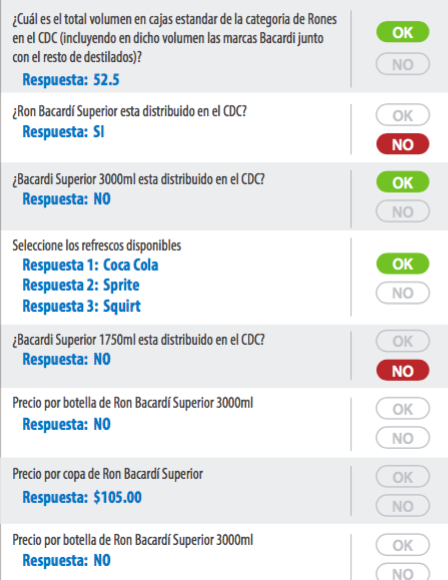 ¿Cuál es el total volumen en cajas estandar de la categoria de Rones
en el CDC (incluyendo en dicho volumen las marcas Bacardi junto
con el resto de destilados)?
Respuesta: 52.5
OK
NO
¿Ron Bacardí Superior esta distribuido en el CDC?
Respuesta: SI
OK
NO
¿Bacardi Superior 3000ml esta distribuido en el CDC?
Respuesta: NO
OK
NO
Seleccione los refrescos disponibles
Respuesta 1: Coca Cola
Respuesta 2: Sprite
Respuesta 3: Squirt
OK
NO
¿Bacardi Superior 1750ml esta distribuido en el CDC?
Respuesta: NO
OK
NO
Precio por botella de Ron Bacardí Superior 3000ml
Respuesta: NO
OK
NO
Precio por copa de Ron Bacardí Superior
Respuesta: $105.00
OK
NO
Precio por botella de Ron Bacardí Superior 3000ml
Respuesta: NO
OK
NO